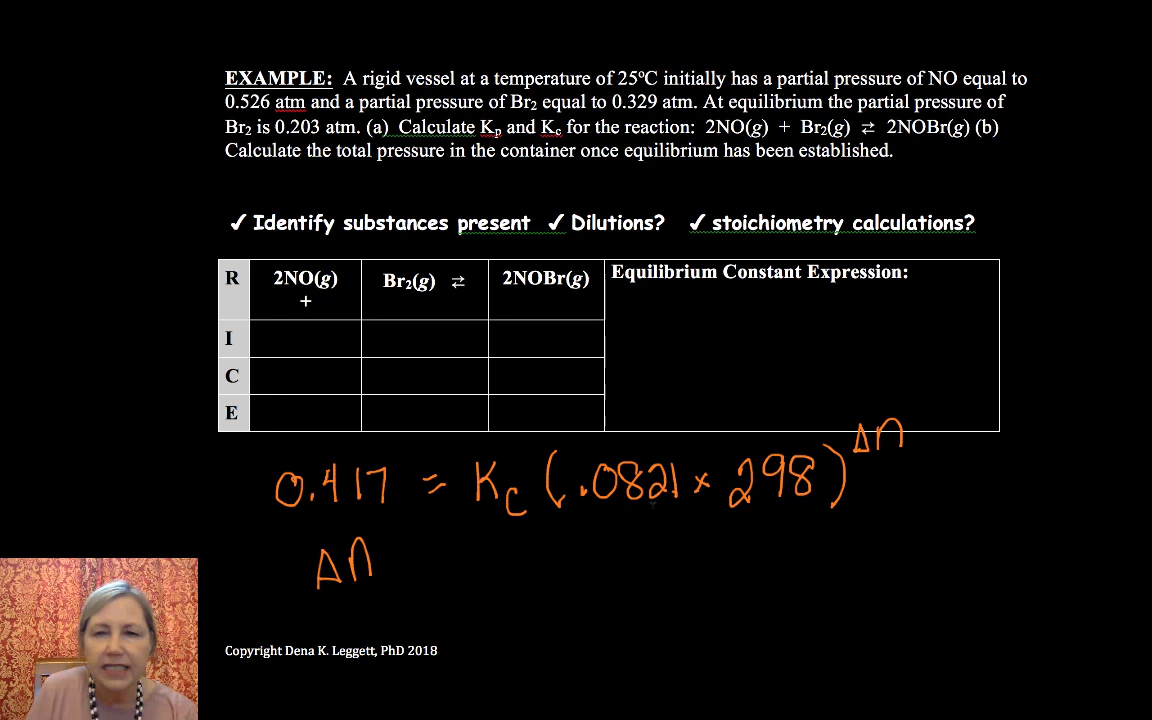 EXAMPLE: A rigid vessel at a temperature of 25ºC initially has a partial pressure of NO equal to
0.526 atm and a partial pressure of Br₂ equal to 0.329 atm. At equilibrium the partial pressure of
Br₂ is 0.203 atm. (a) Calculate Kₚ and K꜀ for the reaction: 2NO(g) + Br₂(g) ⇄ 2NOBr(g) (b)
Calculate the total pressure in the container once equilibrium has been established.
✓ Identify substances present ✓ Dilutions? ✓ stoichiometry calculations?
R 2NO(g) + Br₂(g) ⇄ 2NOBr(g) Equilibrium Constant Expression:
I
C
E
0.417 = Kc (.0821 × 298)^Δn
Δn
Copyright Dena K. Leggett, PhD 2018